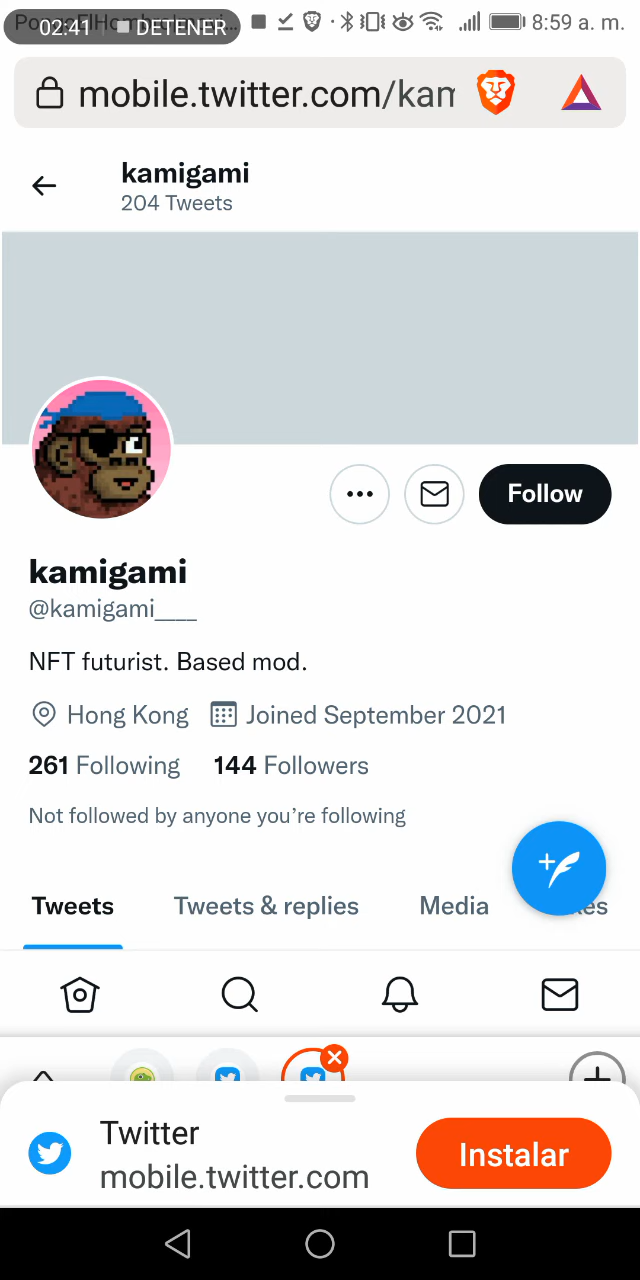 02:41 DETENER 8:59 a. m.
mobile.twitter.com/kam
kamigami
204 Tweets
Follow
kamigami
@kamigami____
NFT futurist. Based mod.
Hong Kong Joined September 2021
261 Following 144 Followers
Not followed by anyone you’re following
Tweets Tweets & replies Media
Twitter
mobile.twitter.com
Instalar